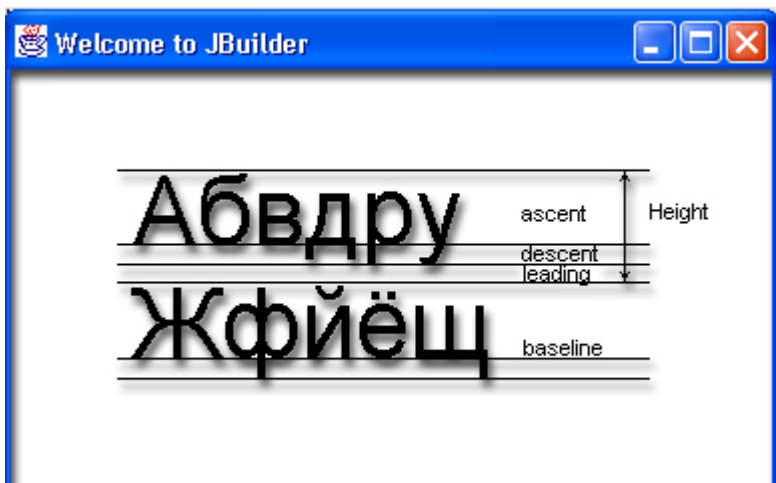 Welcome to JBuilder
Абвдру
ascent
Height
descent
leading
Жфйёщ
baseline